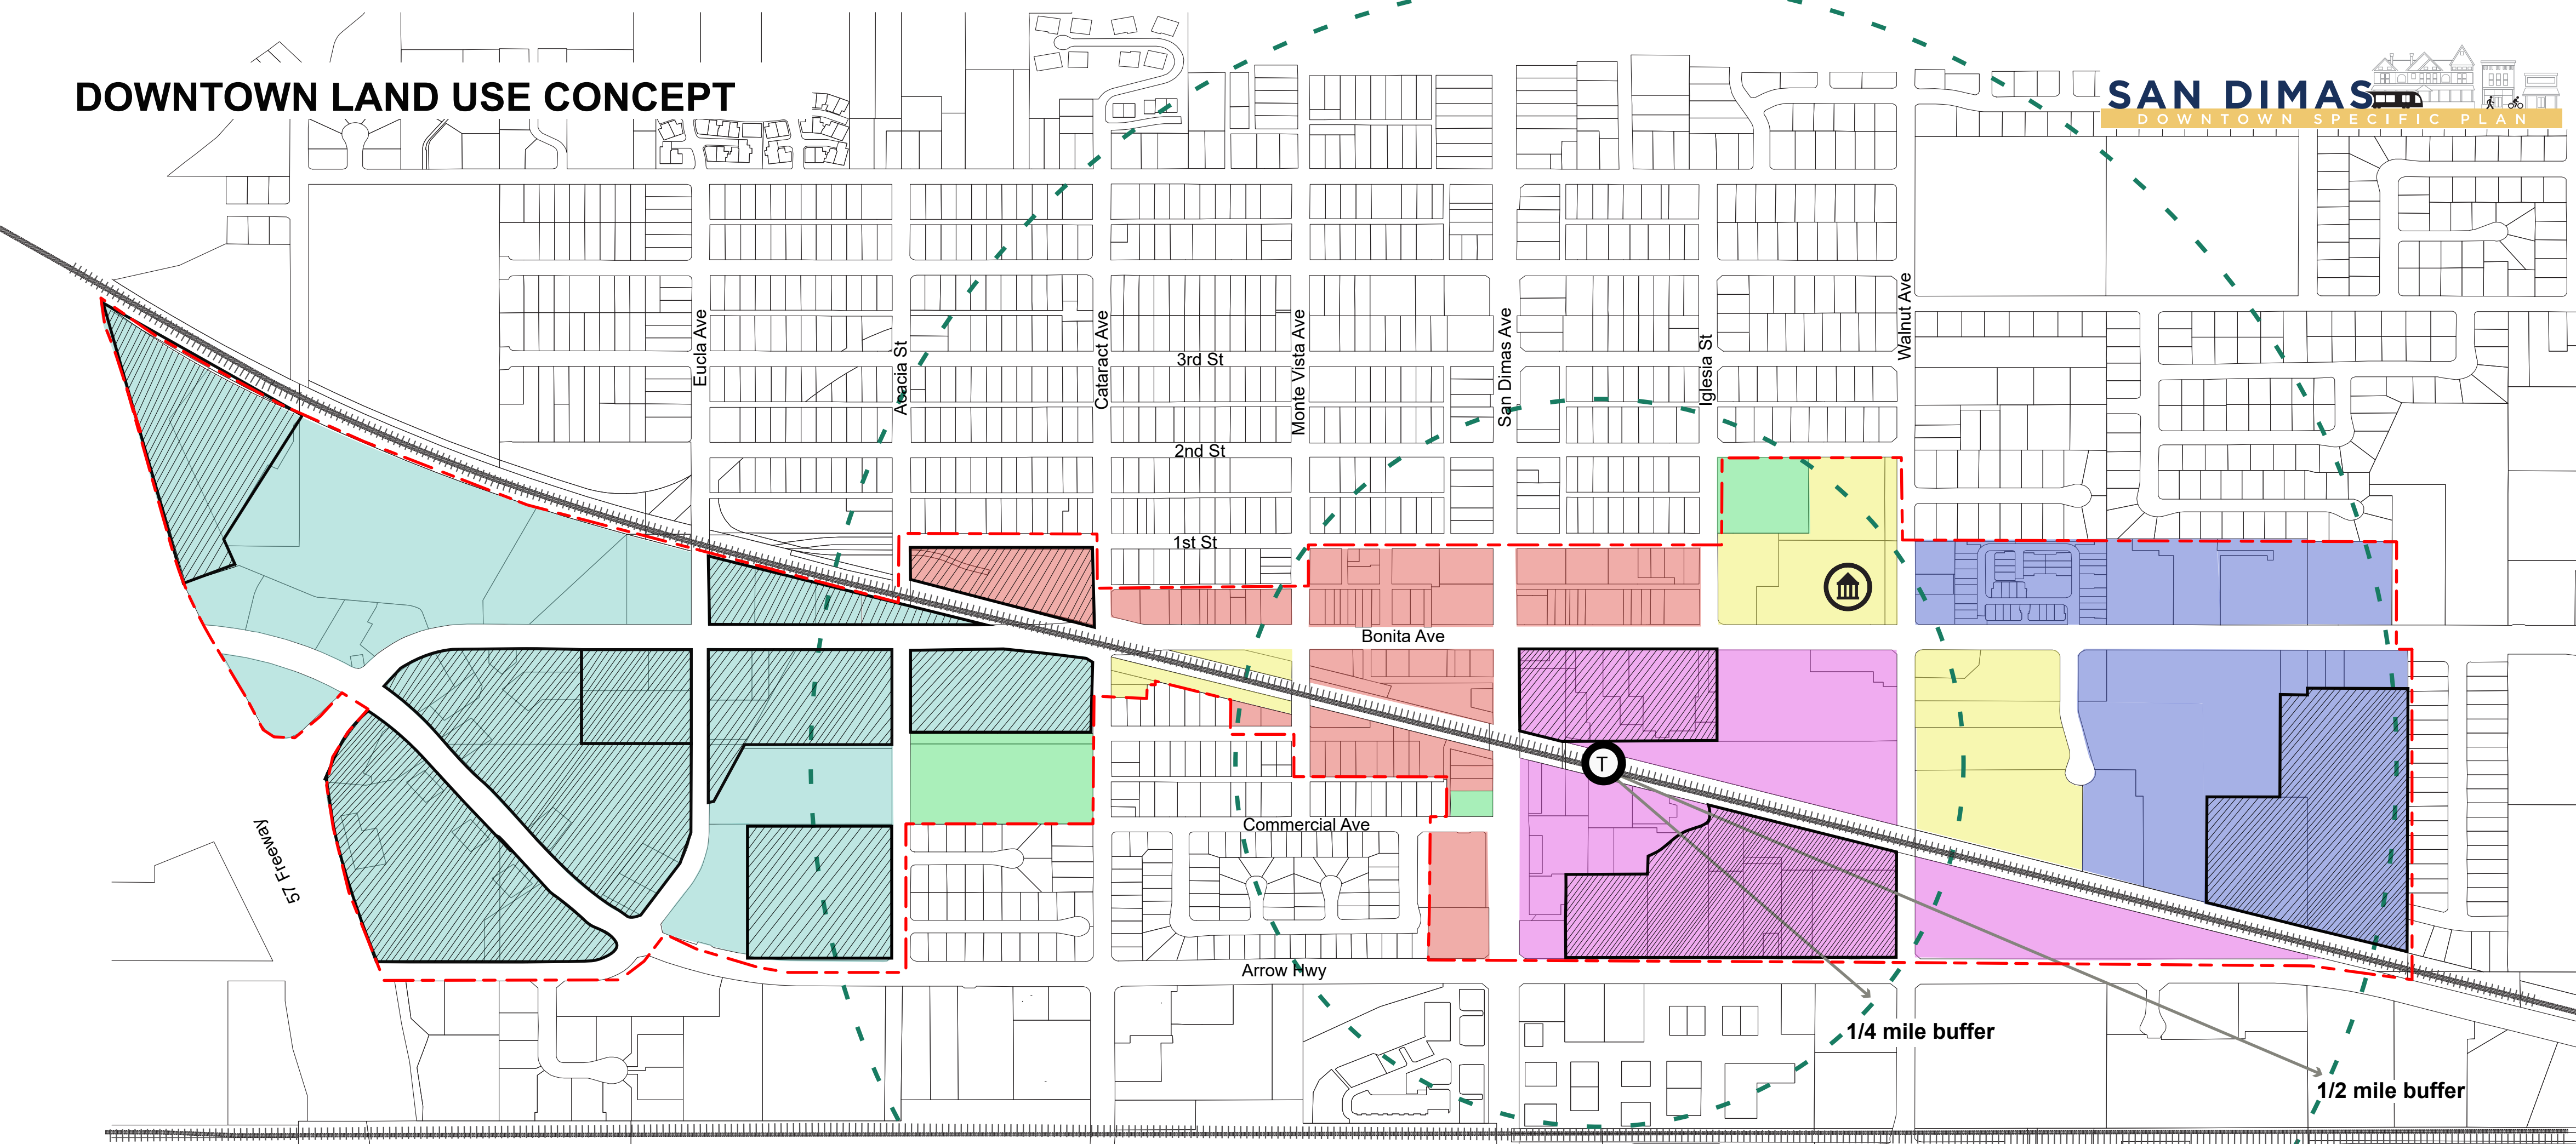 DOWNTOWN LAND USE CONCEPT
SAN DIMAS
DOWNTOWN SPECIFIC PLAN
Eucla Ave
Acacia St
Cataract Ave
Monte Vista Ave
San Dimas Ave
Iglesia St
Walnut Ave
3rd St
2nd St
1st St
Bonita Ave
T
Commercial Ave
57 Freeway
Arrow Hwy
1/4 mile buffer
1/2 mile buffer